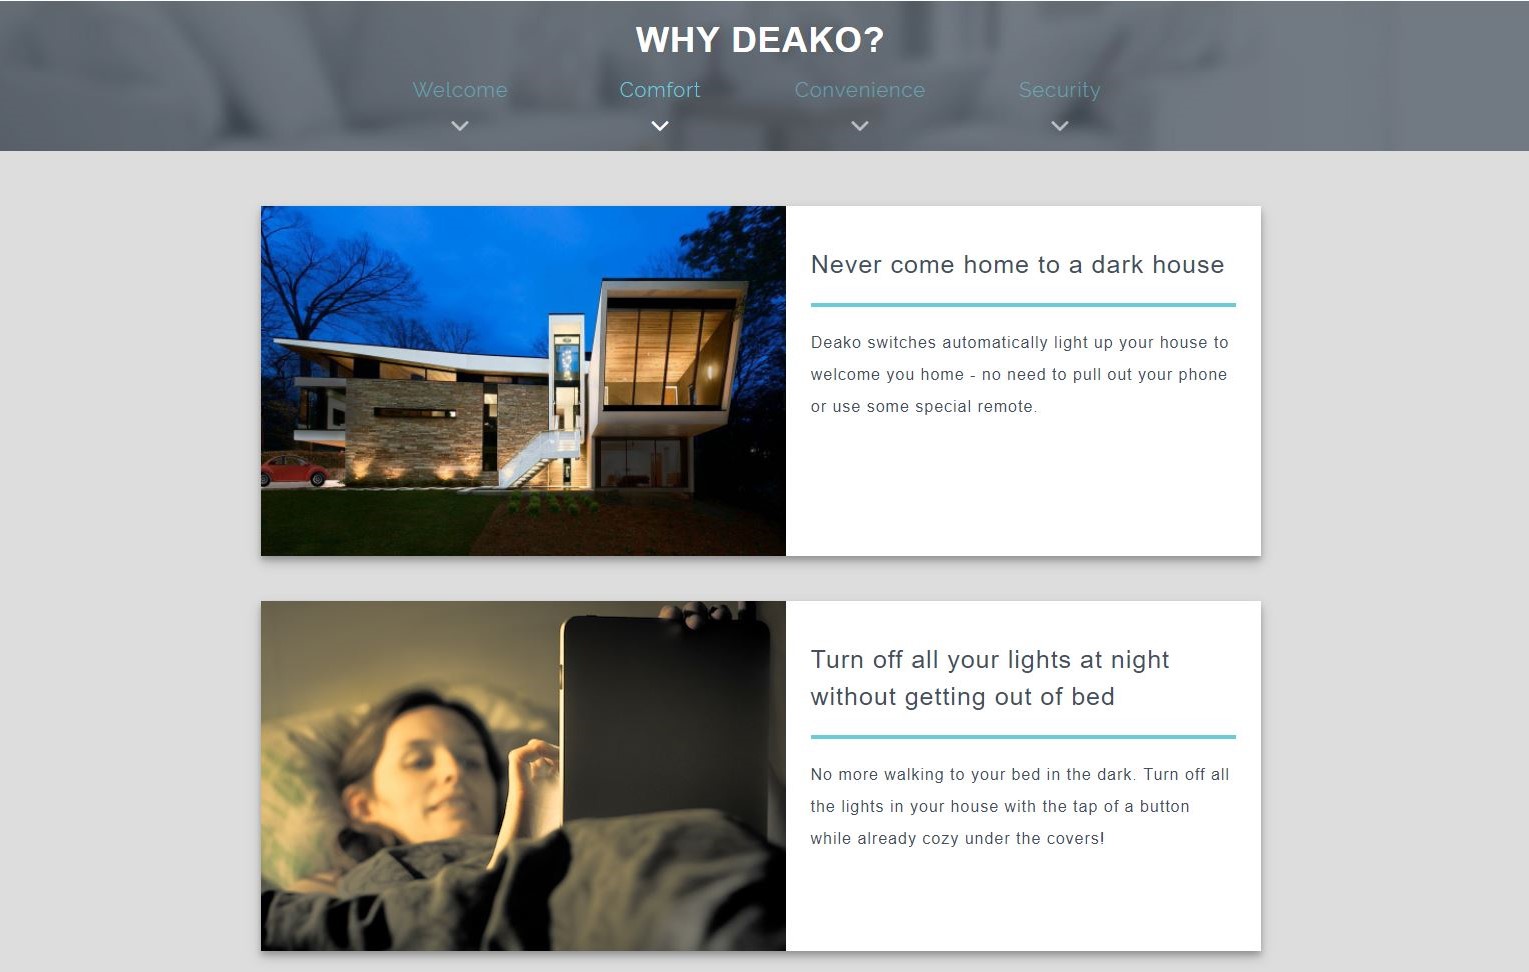 WHY DEAKO?
Welcome
Comfort
Convenience
Security
Never come home to a dark house
Deako switches automatically light up your house to
welcome you home - no need to pull out your phone
or use some special remote.
Turn off all your lights at night
without getting out of bed
No more walking to your bed in the dark. Turn off all
the lights in your house with the tap of a button
while already cozy under the covers!